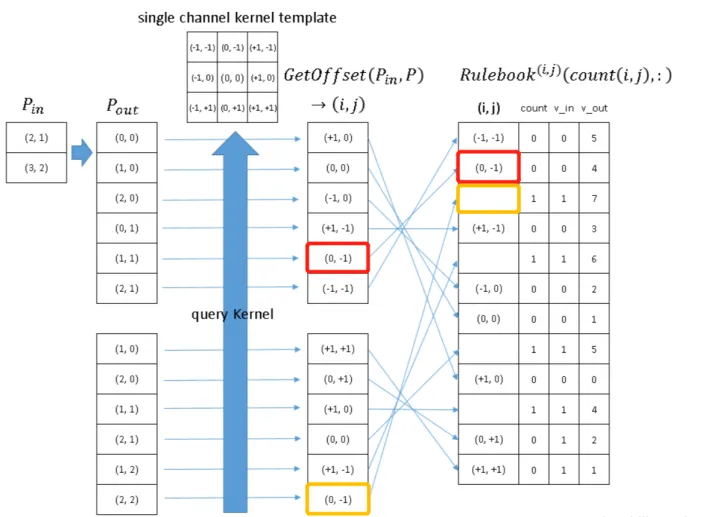 single channel kernel template
(-1, -1) (0, -1) (+1, -1)
(-1, 0) (0, 0) (+1, 0)
(-1, +1) (0, +1) (+1, +1)
P_in
(2, 1)
(3, 2)
P_out
(0, 0)
(1, 0)
(2, 0)
(0, 1)
(1, 1)
(2, 1)
(1, 0)
(2, 0)
(1, 1)
(2, 1)
(1, 2)
(2, 2)
query Kernel
GetOffset(P_in, P)
→ (i, j)
(+1, 0)
(0, 0)
(-1, 0)
(+1, -1)
(0, -1)
(-1, -1)
(+1, +1)
(0, +1)
(+1, 0)
(0, 0)
(+1, -1)
(0, -1)
Rulebook^(i,j)(count(i,j),:)
(i, j) count v_in v_out
(-1, -1) 0 0 5
(0, -1) 0 0 4
1 1 7
(+1, -1) 0 0 3
1 1 6
(-1, 0) 0 0 2
(0, 0) 0 0 1
1 1 5
(+1, 0) 0 0 0
1 1 4
(0, +1) 0 1 2
(+1, +1) 0 1 1